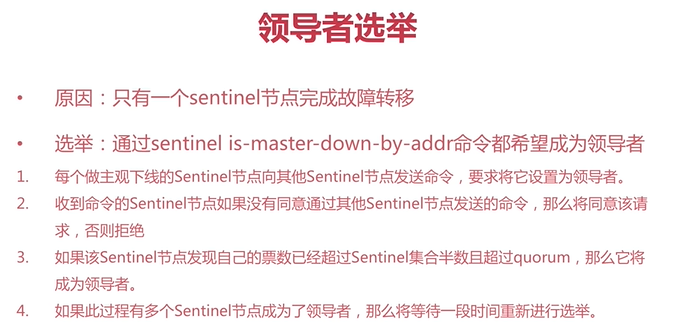 领导者选举
• 原因：只有一个sentinel节点完成故障转移
• 选举：通过sentinel is-master-down-by-addr命令都希望成为领导者
1. 每个做主观下线的Sentinel节点向其他Sentinel节点发送命令，要求将它设置为领导者。
2. 收到命令的Sentinel节点如果没有同意通过其他Sentinel节点发送的命令，那么将同意该请
求，否则拒绝
3. 如果该Sentinel节点发现自己的票数已经超过Sentinel集合半数且超过quorum，那么它将
成为领导者。
4. 如果此过程有多个Sentinel节点成为了领导者，那么将等待一段时间重新进行选举。